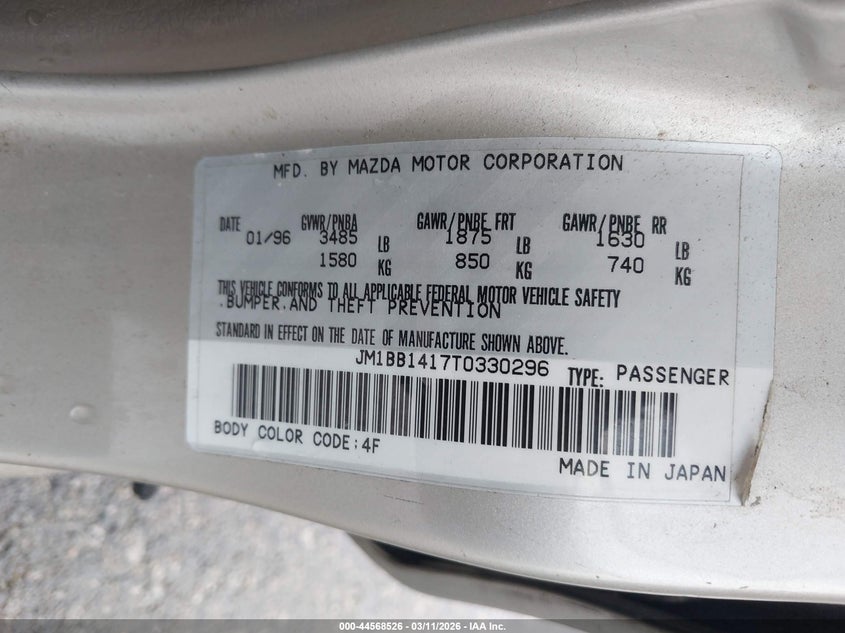 MFD. BY MAZDA MOTOR CORPORATION
DATE GVWR/PNBA GAWR/PNBE FRT GAWR/PNBE RR
01/96 3485 LB 1875 LB 1630 LB
1580 KG 850 KG 740 KG
THIS VEHICLE CONFORMS TO ALL APPLICABLE FEDERAL MOTOR VEHICLE SAFETY
.BUMPER.AND THEFT PREVENTION
STANDARD IN EFFECT ON THE DATE OF MANUFACTURE SHOWN ABOVE.
JM1BB1417T0330296 TYPE: PASSENGER
BODY COLOR CODE:4F
MADE IN JAPAN
000-44568526 - 03/11/2026 - IAA Inc.